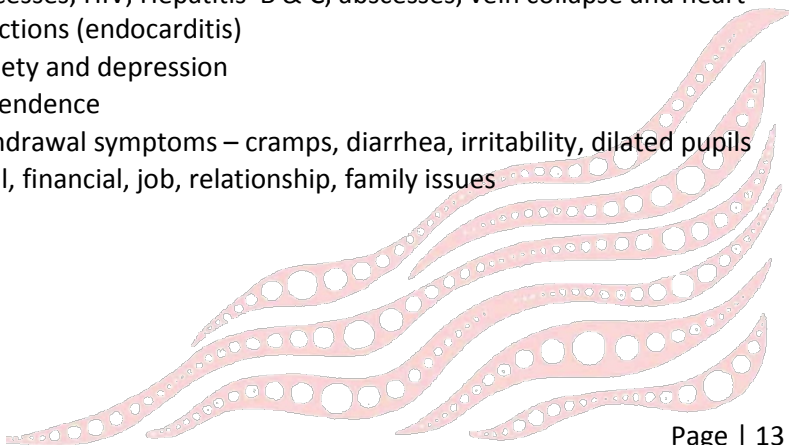 cesses, HIV, Hepatitis B & C, abscesses, vein collapse and heart
ctions (endocarditis)
ety and depression
endence
ndrawal symptoms – cramps, diarrhea, irritability, dilated pupils
l, financial, job, relationship, family issues
Page | 13